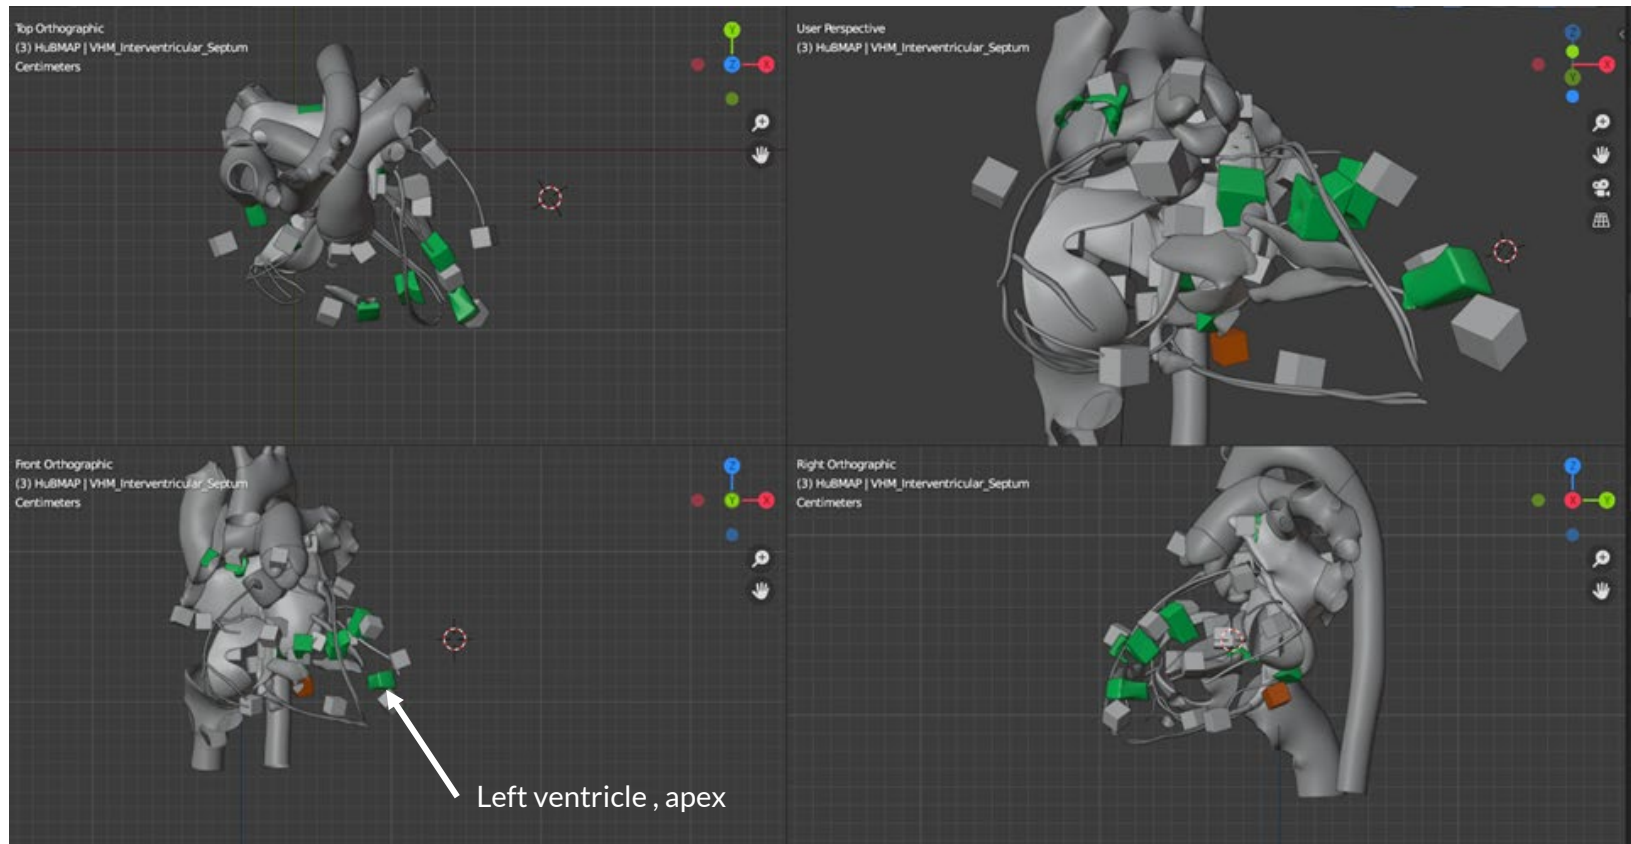 Top Orthographic
(3) HuBMAP | VHM_Interventricular_Septum
Centimeters
Y
Z
X
User Perspective
(3) HuBMAP | VHM_Interventricular_Septum
Z
Y
X
Front Orthographic
(3) HuBMAP | VHM_Interventricular_Septum
Centimeters
Z
Y
X
Right Orthographic
(3) HuBMAP | VHM_Interventricular_Septum
Centimeters
Z
X
Y
Left ventricle , apex